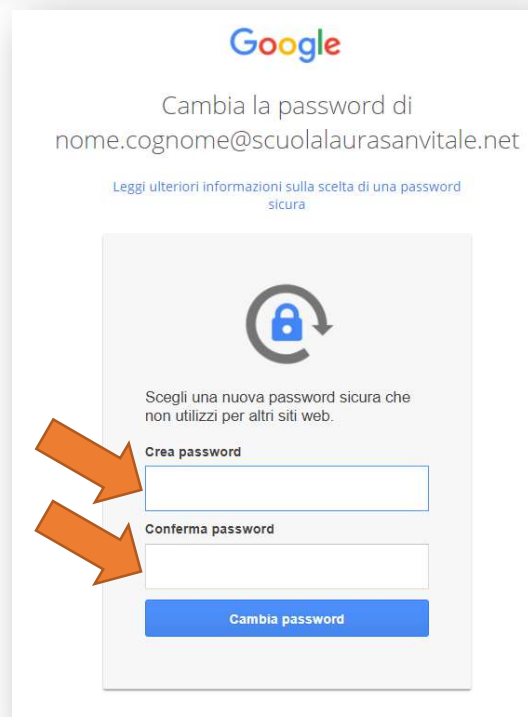 Google
Cambia la password di
nome.cognome@scuolalaurasanvitale.net
Leggi ulteriori informazioni sulla scelta di una password
sicura
Scegli una nuova password sicura che
non utilizzi per altri siti web.
Crea password
Conferma password
Cambia password